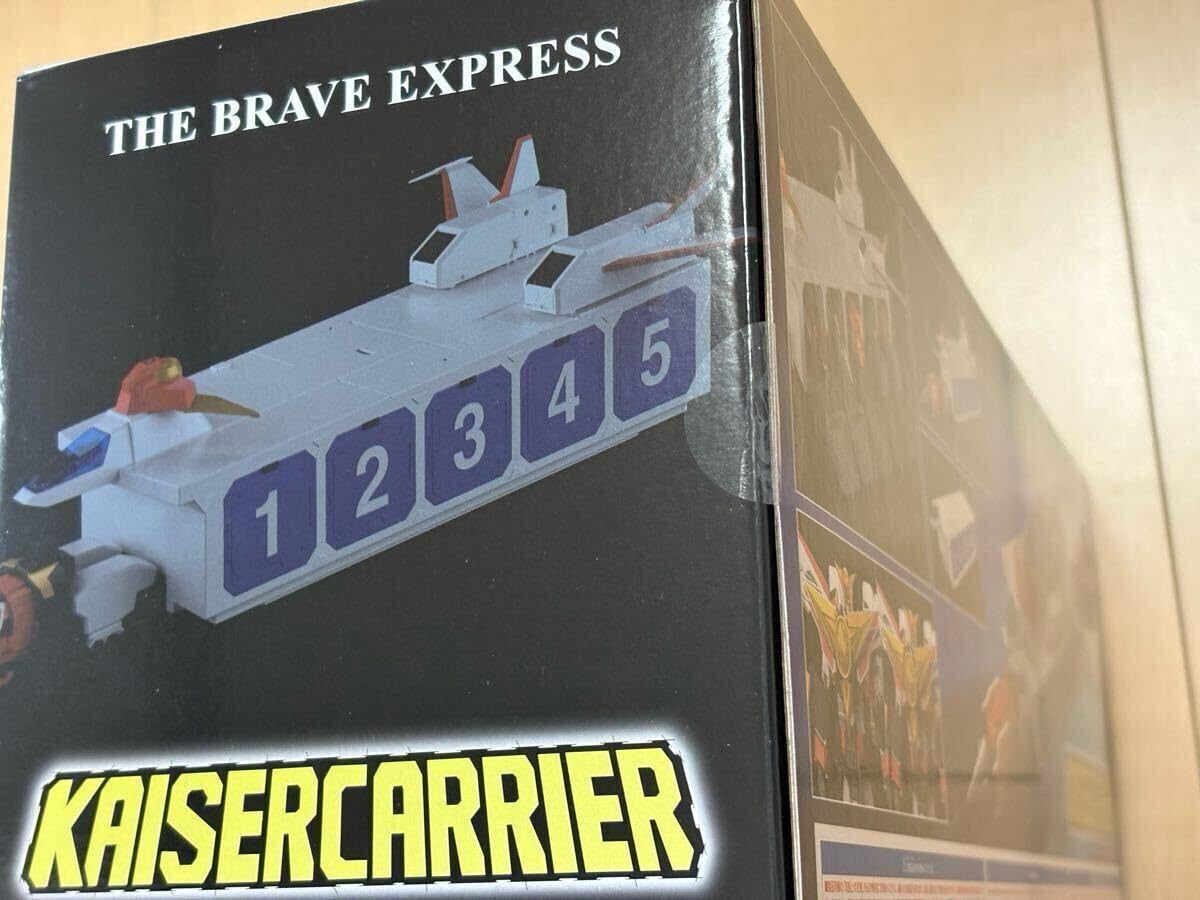 THE BRAVE EXPRESS
1 2 3 4 5
KAISERCARRIER